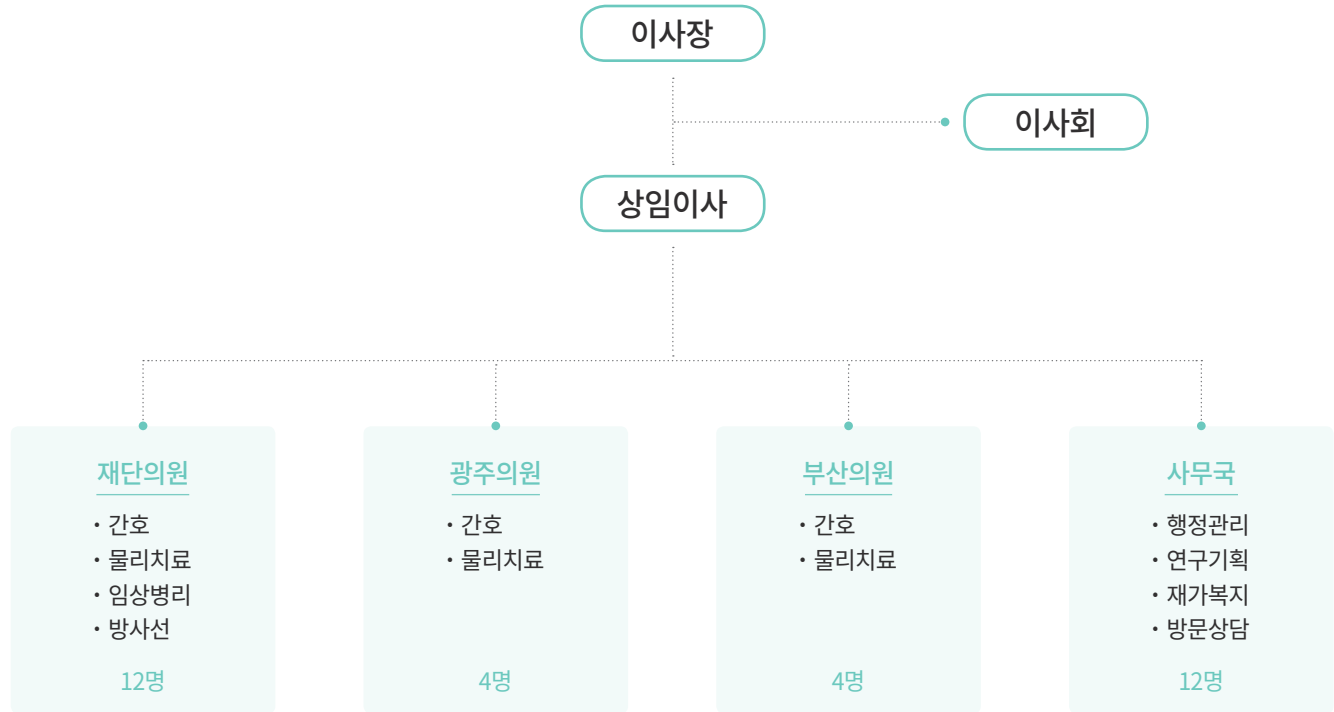 이사장
이사회
상임이사
재단의원
· 간호
· 물리치료
· 임상병리
· 방사선
12명
광주의원
· 간호
· 물리치료
4명
부산의원
· 간호
· 물리치료
4명
사무국
· 행정관리
· 연구기획
· 재가복지
· 방문상담
12명